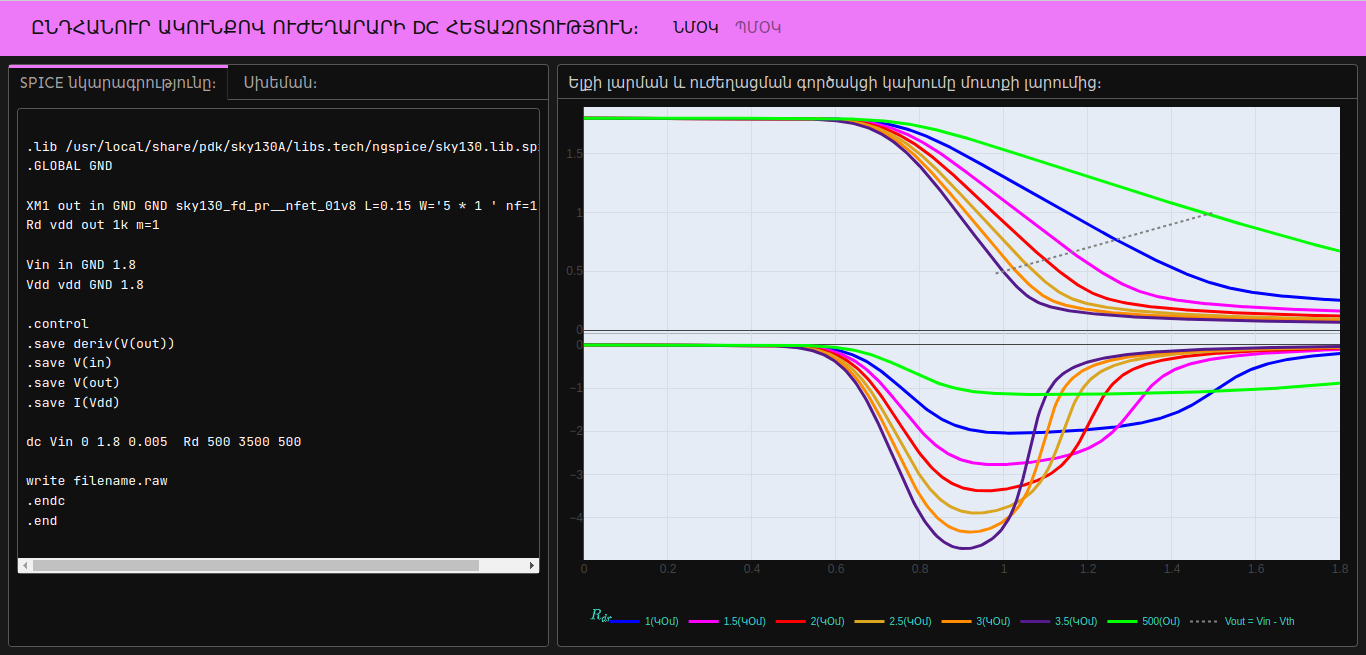 ԸՆԴՀԱՆՈՒՐ ԱԿՈՒՆՔՈՎ ՈՒԺԵՂԱՐԱՐԻ DC ՀԵՏԱԶՈՏՈՒԹՅՈՒՆ։
ՆՄՕԿ ՊՄՕԿ
SPICE նկարագրությունը։ Սխեման։
.lib /usr/local/share/pdk/sky130A/libs.tech/ngspice/sky130.lib.sp
.GLOBAL GND
XM1 out in GND GND sky130_fd_pr__nfet_01v8 L=0.15 W='5 * 1 ' nf=1
Rd vdd out 1k m=1
Vin in GND 1.8
Vdd vdd GND 1.8
.control
.save deriv(V(out))
.save V(in)
.save V(out)
.save I(Vdd)
dc Vin 0 1.8 0.005  Rd 500 3500 500
write filename.raw
.endc
.end
Ելքի լարման և ուժեղացման գործակցի կախումը մուտքի լարումից։
1.5
1
0.5
0
0
−1
−2
−3
−4
0 0.2 0.4 0.6 0.8 1 1.2 1.4 1.6 1.8
R_dr 1(ԿՕՄ) 1.5(ԿՕՄ) 2(ԿՕՄ) 2.5(ԿՕՄ) 3(ԿՕՄ) 3.5(ԿՕՄ) 500(ՕՄ) Vout = Vin - Vth